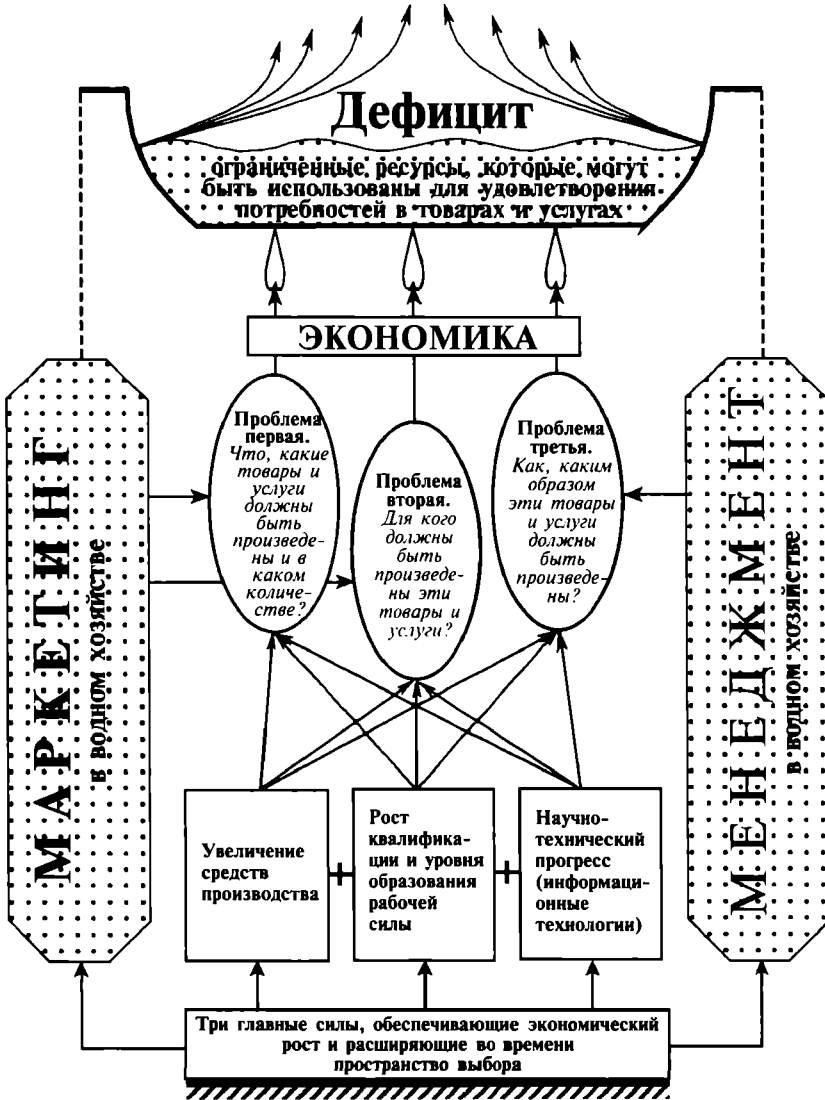 Дефицит
ограниченные ресурсы, которые могут
быть использованы для удовлетворения
потребностей в товарах и услугах
ЭКОНОМИКА
МАРКЕТИНГ
в водном хозяйстве
Проблема
первая.
Что, какие
товары и
услуги
должны
быть
произведе-
ны и в
каком
количе-
стве?
Проблема
вторая.
Для кого
должны
быть
произведе-
ны эти
товары и
услуги?
Проблема
третья.
Как, каким
образом
эти товары
и услуги
должны
быть
произведе-
ны?
МЕНЕДЖМЕНТ
в водном хозяйстве
Увеличение
средств
производства
+
Рост
квалифика-
ции и уровня
образования
рабочей
силы
+
Научно-
технический
прогресс
(информаци-
онные
технологии)
Три главные силы, обеспечивающие экономический
рост и расширяющие во времени
пространство выбора